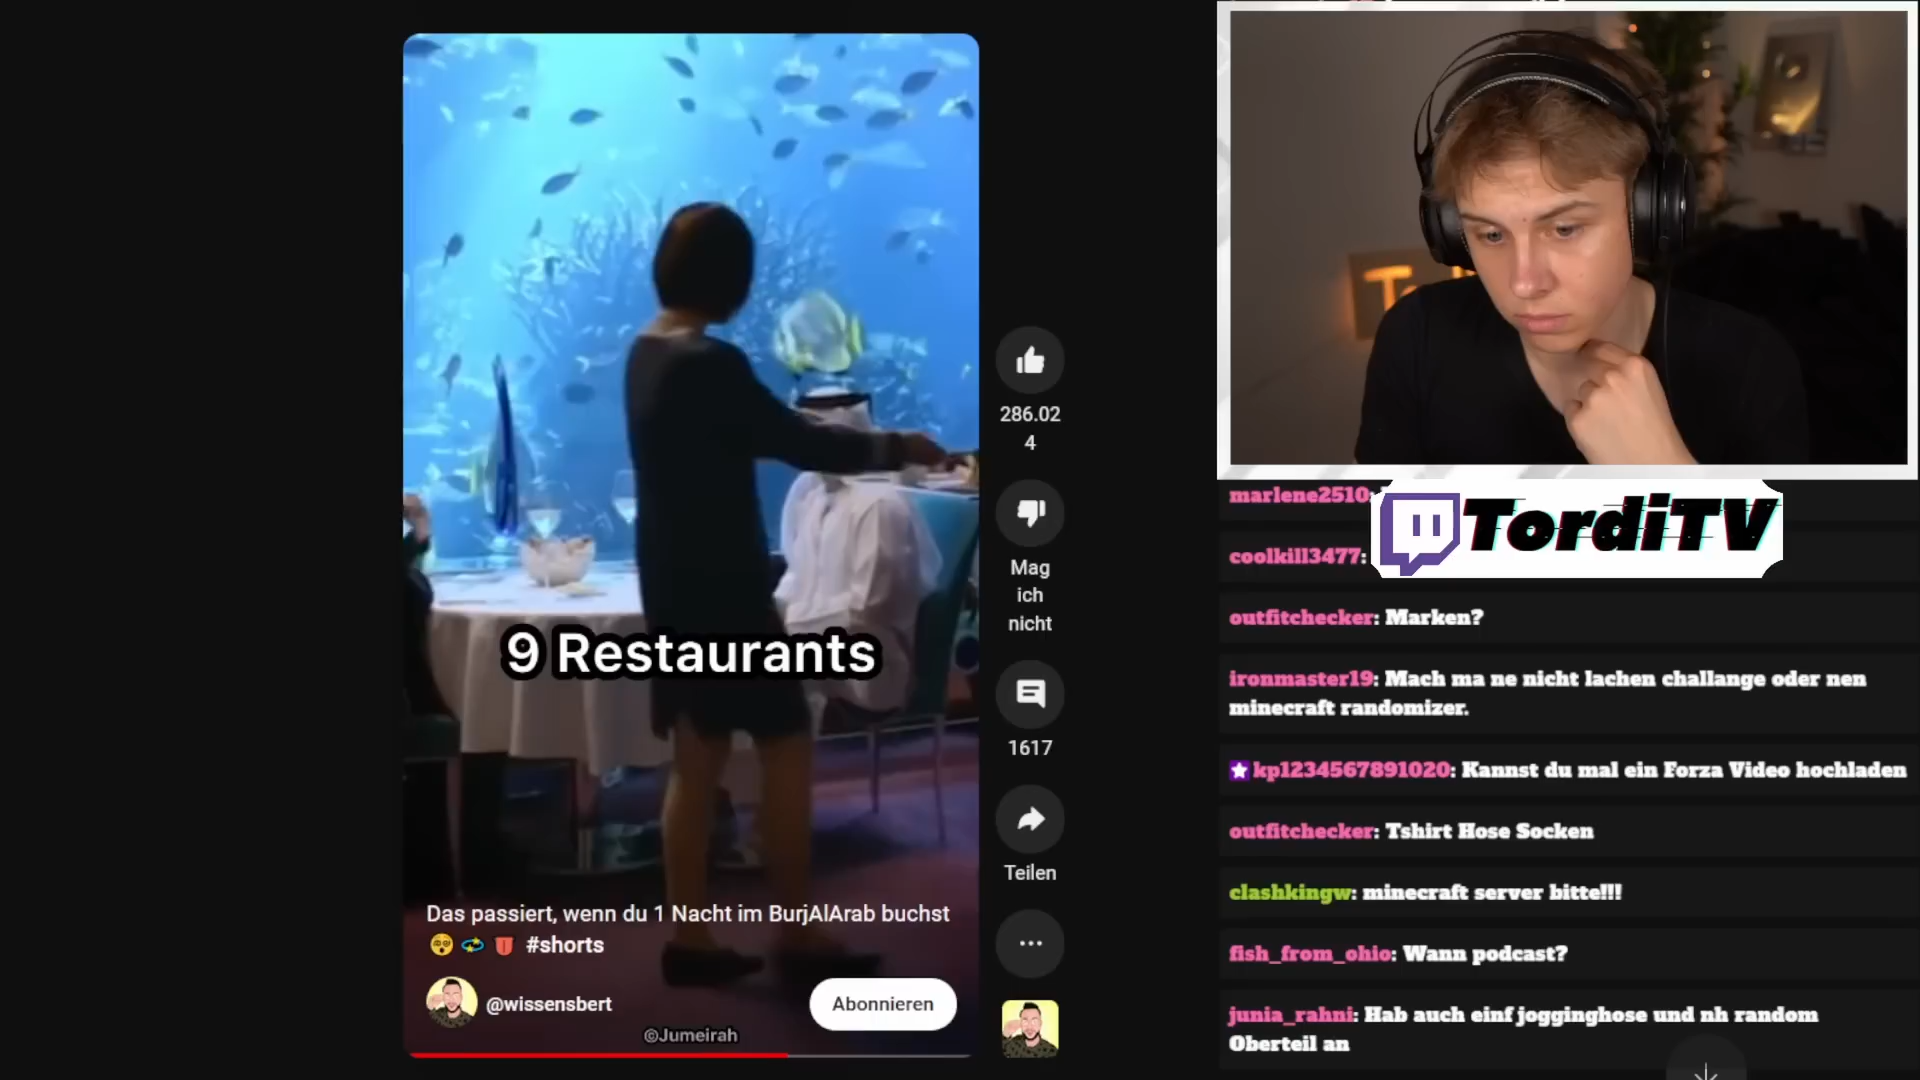 9 Restaurants
Das passiert, wenn du 1 Nacht im BurjAlArab buchst
#shorts
@wissensbert
Abonnieren
©Jumeirah
286.02
4
Mag
ich
nicht
1617
Teilen
marlene2510:
TordiTV
coolkill3477:
outfitchecker: Marken?
ironmaster19: Mach ma ne nicht lachen challange oder nen
minecraft randomizer.
kp1234567891020: Kannst du mal ein Forza Video hochladen
outfitchecker: Tshirt Hose Socken
clashkingw: minecraft server bitte!!!
fish_from_ohio: Wann podcast?
junia_rahni: Hab auch einf jogginghose und nh random
Oberteil an